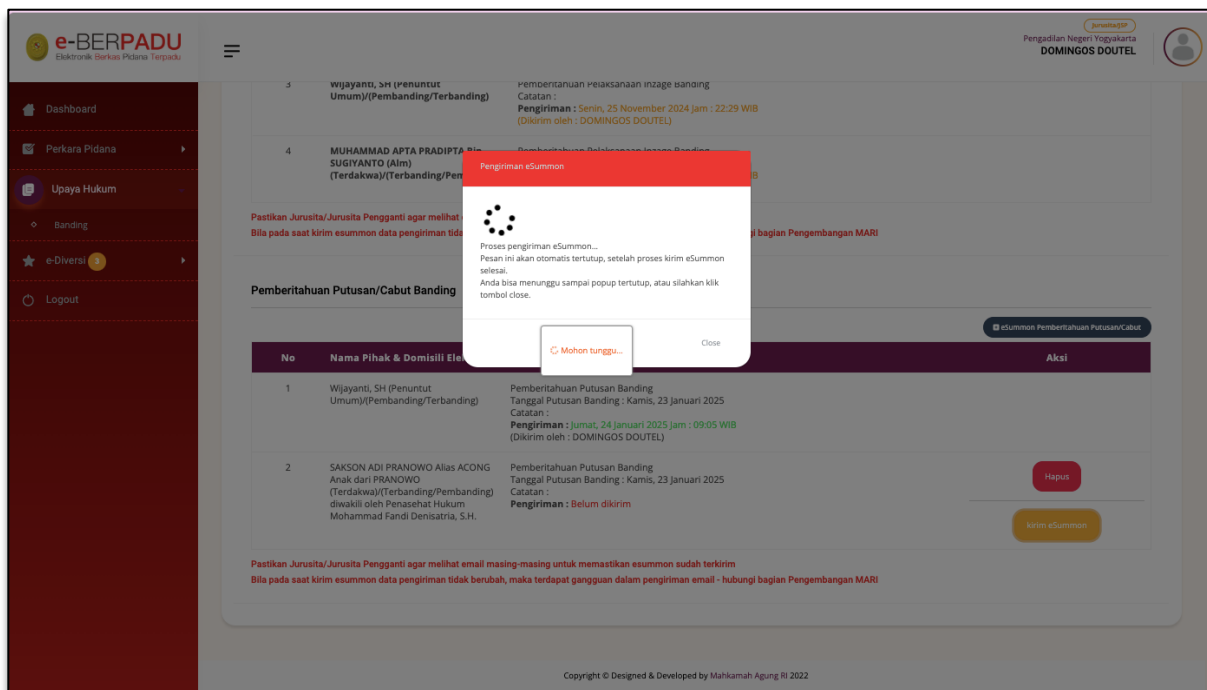 e-BERPADU
Elektronik Berkas Pidana Terpadu
Jurusita(JSP
Pengadilan Negeri Yogyakarta
DOMINGOS DOUTEL
Dashboard
Perkara Pidana
Upaya Hukum
Banding
e-Diversi 3
Logout
3 Wijayanti, SH (Penuntut Pemberitahuan Pelaksanaan Inzage Banding
Umum)/(Pembanding/Terbanding) Catatan :
Pengiriman : Senin, 25 November 2024 Jam : 22:29 WIB
(Dikirim oleh : DOMINGOS DOUTEL)
4 MUHAMMAD APTA PRADIPTA Bin Pemberitahuan Pelaksanaan Inzage Banding
SUGIYANTO (Alm)
(Terdakwa)/(Terbanding/Pem
Pastikan Jurusita/Jurusita Pengganti agar melihat
Bila pada saat kirim esummon data pengiriman tida
gi bagian Pengembangan MARI
Pengiriman eSummon
Proses pengiriman eSummon...
Pesan ini akan otomatis tertutup, setelah proses kirim eSummon
selesai.
Anda bisa menunggu sampai popup tertutup, atau silahkan klik
tombol close.
Mohon tunggu...
Close
Pemberitahuan Putusan/Cabut Banding
eSummon Pemberitahuan Putusan/Cabut
No Nama Pihak & Domisili Ele Aksi
1 Wijayanti, SH (Penuntut Pemberitahuan Putusan Banding
Umum)/(Pembanding/Terbanding) Tanggal Putusan Banding : Kamis, 23 Januari 2025
Catatan :
Pengiriman : Jumat, 24 Januari 2025 Jam : 09:05 WIB
(Dikirim oleh : DOMINGOS DOUTEL)
2 SAKSON ADI PRANOWO Alias ACONG Pemberitahuan Putusan Banding
Anak dari PRANOWO Tanggal Putusan Banding : Kamis, 23 Januari 2025
(Terdakwa)/(Terbanding/Pembanding) Catatan :
diwakili oleh Penasehat Hukum Pengiriman : Belum dikirim
Mohammad Fandi Denisatria, S.H.
Hapus
kirim eSummon
Pastikan Jurusita/Jurusita Pengganti agar melihat email masing-masing untuk memastikan esummon sudah terkirim
Bila pada saat kirim esummon data pengiriman tidak berubah, maka terdapat gangguan dalam pengiriman email - hubungi bagian Pengembangan MARI
Copyright © Designed & Developed by Mahkamah Agung RI 2022